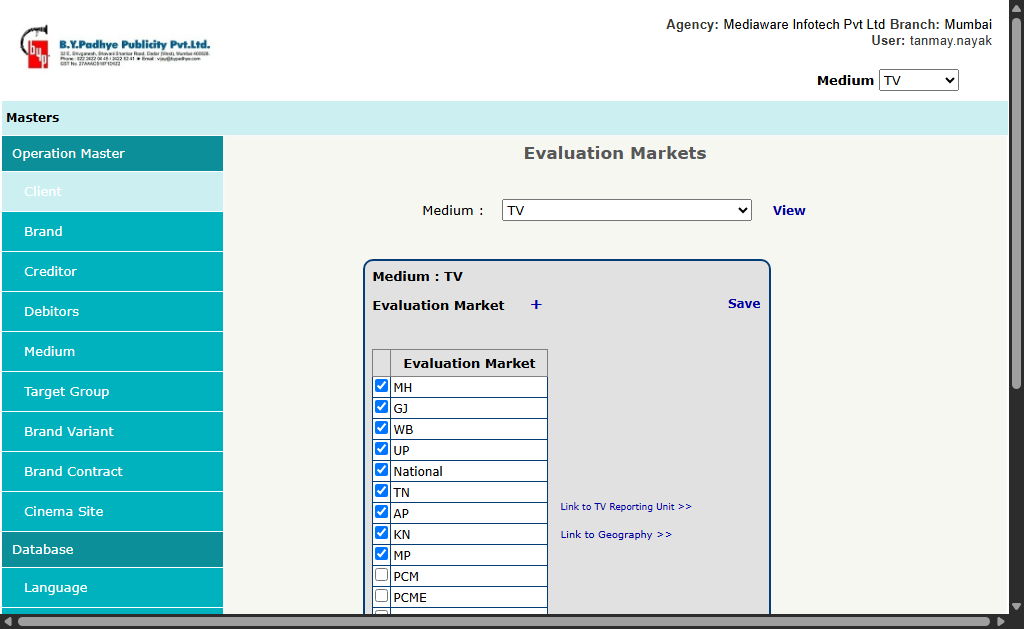 Agency: Mediaware Infotech Pvt Ltd Branch: Mumbai
User: tanmay.nayak
B.Y.Padhye Publicity Pvt.Ltd.
Medium TV
Masters
Operation Master
Client
Brand
Creditor
Debitors
Medium
Target Group
Brand Variant
Brand Contract
Cinema Site
Database
Language
Evaluation Markets
Medium : TV View
Medium : TV
Evaluation Market + Save
Evaluation Market
MH
GJ
WB
UP
National
TN
AP
KN
MP
PCM
PCME
Link to TV Reporting Unit >>
Link to Geography >>